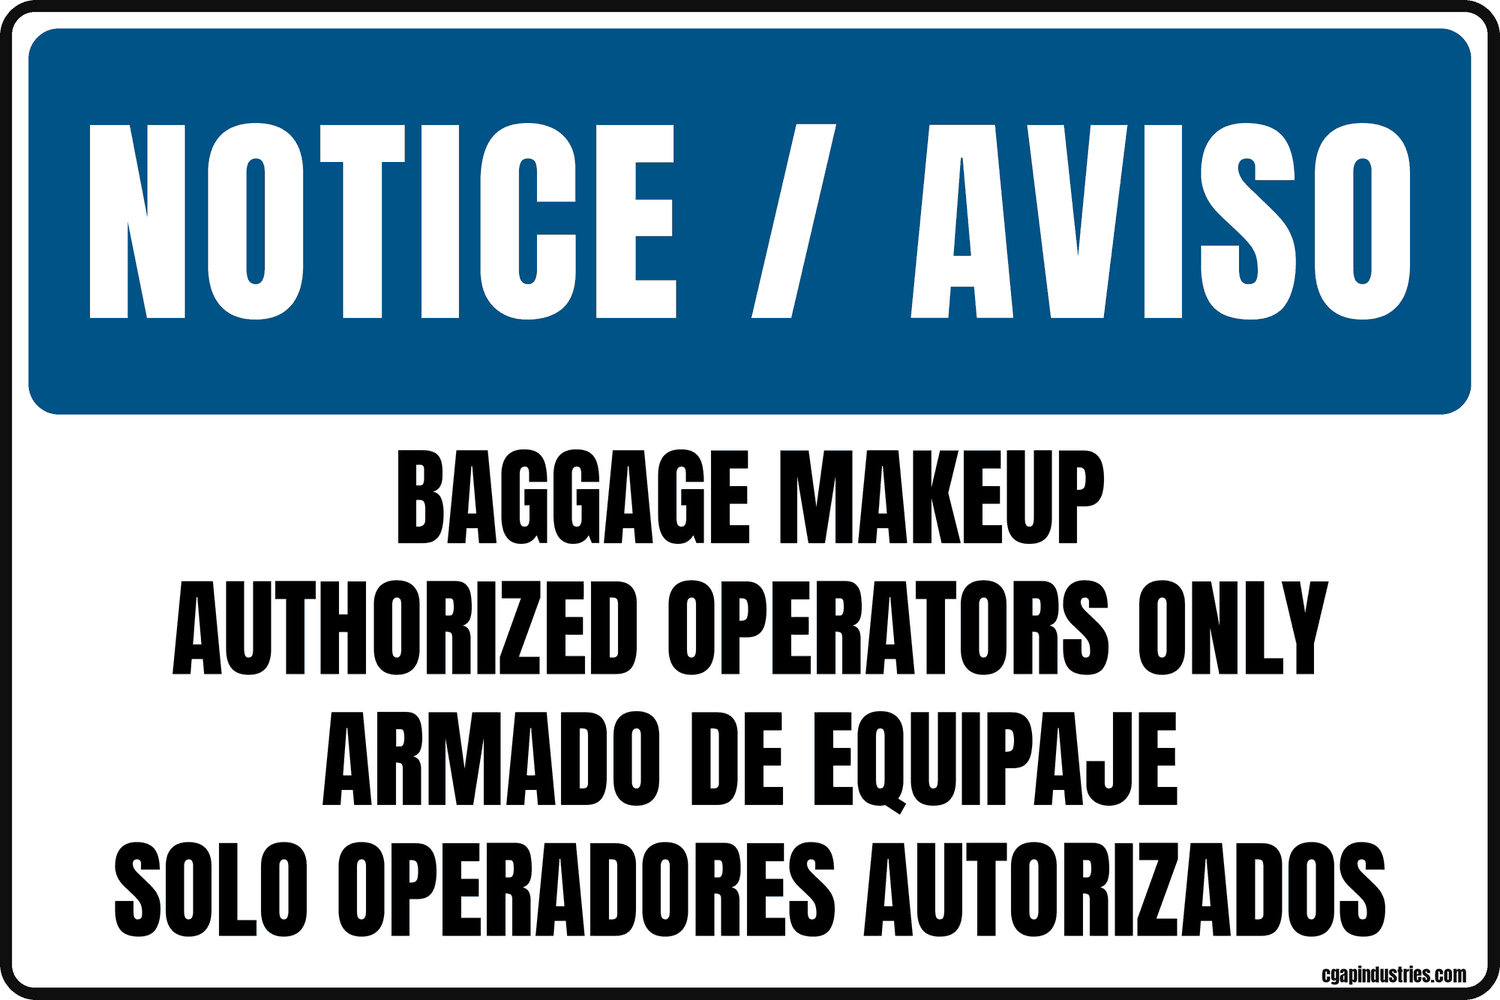 NOTICE / AVISO
BAGGAGE MAKEUP
AUTHORIZED OPERATORS ONLY
ARMADO DE EQUIPAJE
SOLO OPERADORES AUTORIZADOS
cgapindustries.com